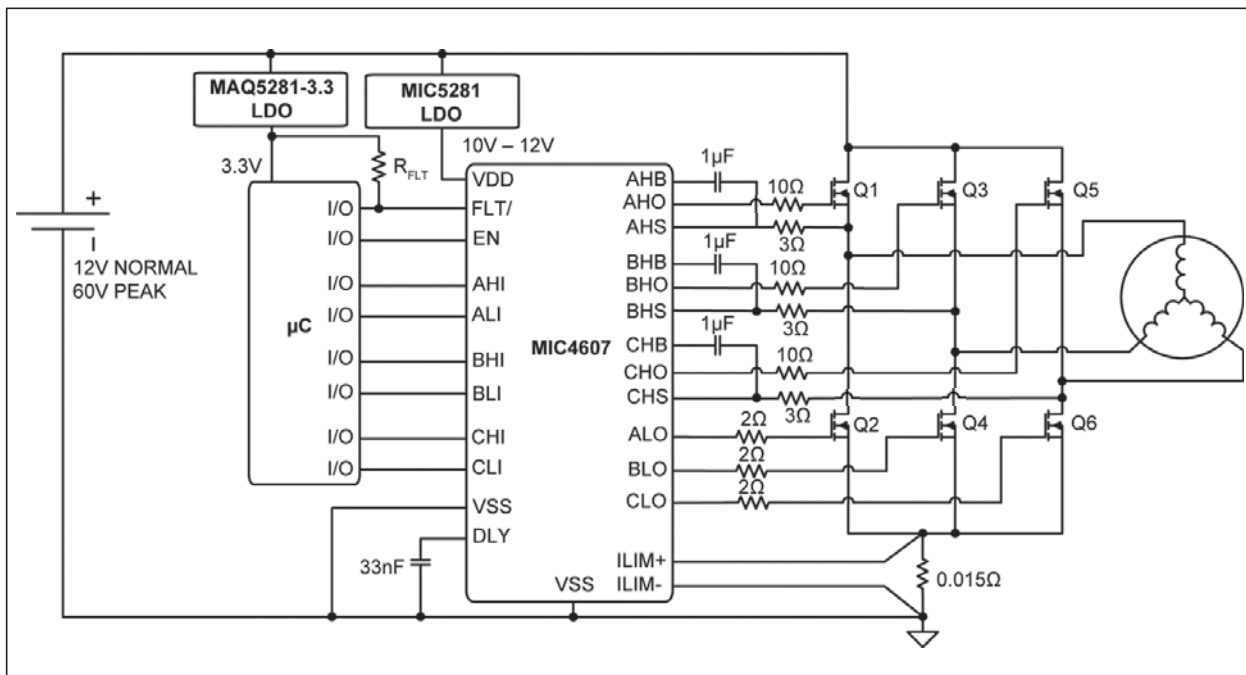 MAQ5281-3.3
LDO
MIC5281
LDO
10V – 12V
3.3V
R_FLT
+
–
12V NORMAL
60V PEAK
µC
I/O
I/O
I/O
I/O
I/O
I/O
I/O
I/O
33nF
MIC4607
VDD
FLT/
EN
AHI
ALI
BHI
BLI
CHI
CLI
VSS
DLY
VSS
AHB
AHO
AHS
BHB
BHO
BHS
CHB
CHO
CHS
ALO
BLO
CLO
ILIM+
ILIM-
1µF
10Ω
3Ω
1µF
10Ω
3Ω
1µF
10Ω
3Ω
2Ω
2Ω
2Ω
Q1
Q3
Q5
Q2
Q4
Q6
0.015Ω